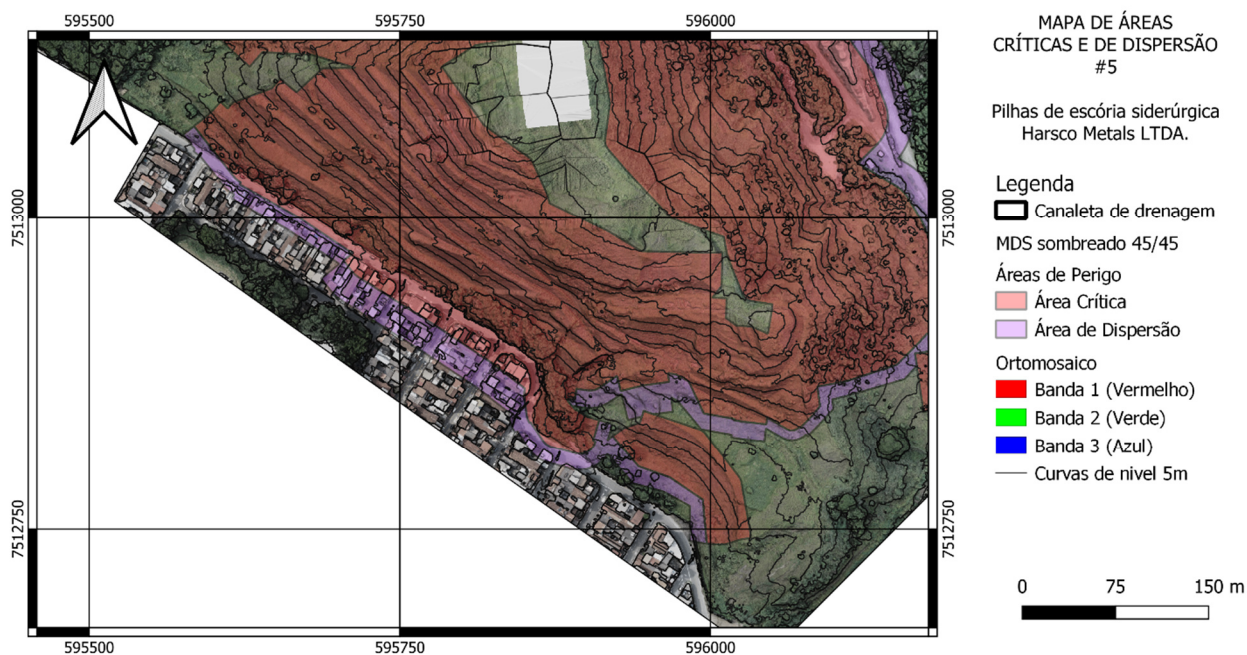 595500
595750
596000
7513000
7512750
7513000
7512750
595500
595750
596000
MAPA DE ÁREAS
CRÍTICAS E DE DISPERSÃO
#5
Pilhas de escória siderúrgica
Harsco Metals LTDA.
Legenda
Canaleta de drenagem
MDS sombreado 45/45
Áreas de Perigo
Área Crítica
Área de Dispersão
Ortomosaico
Banda 1 (Vermelho)
Banda 2 (Verde)
Banda 3 (Azul)
Curvas de nivel 5m
0 75 150 m